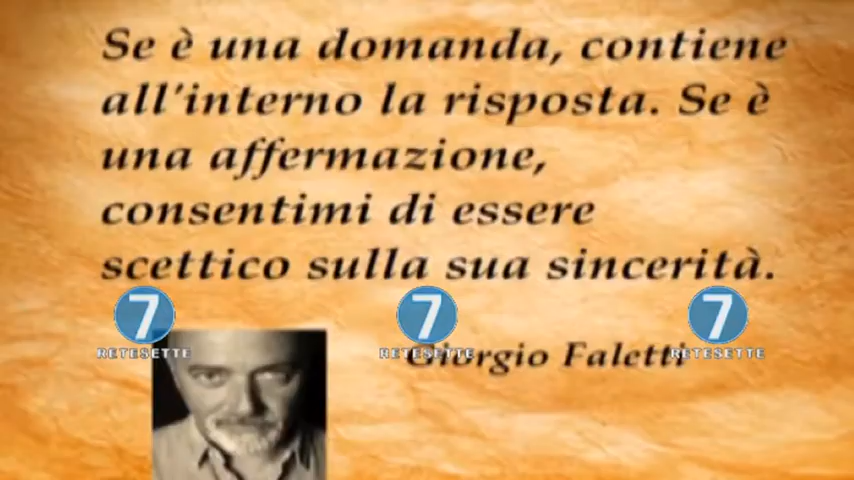 Se è una domanda, contiene
all'interno la risposta. Se è
una affermazione,
consentimi di essere
scettico sulla sua sincerità.
7 7 7
RETESETTE RETESETTE RETESETTE
Giorgio Faletti